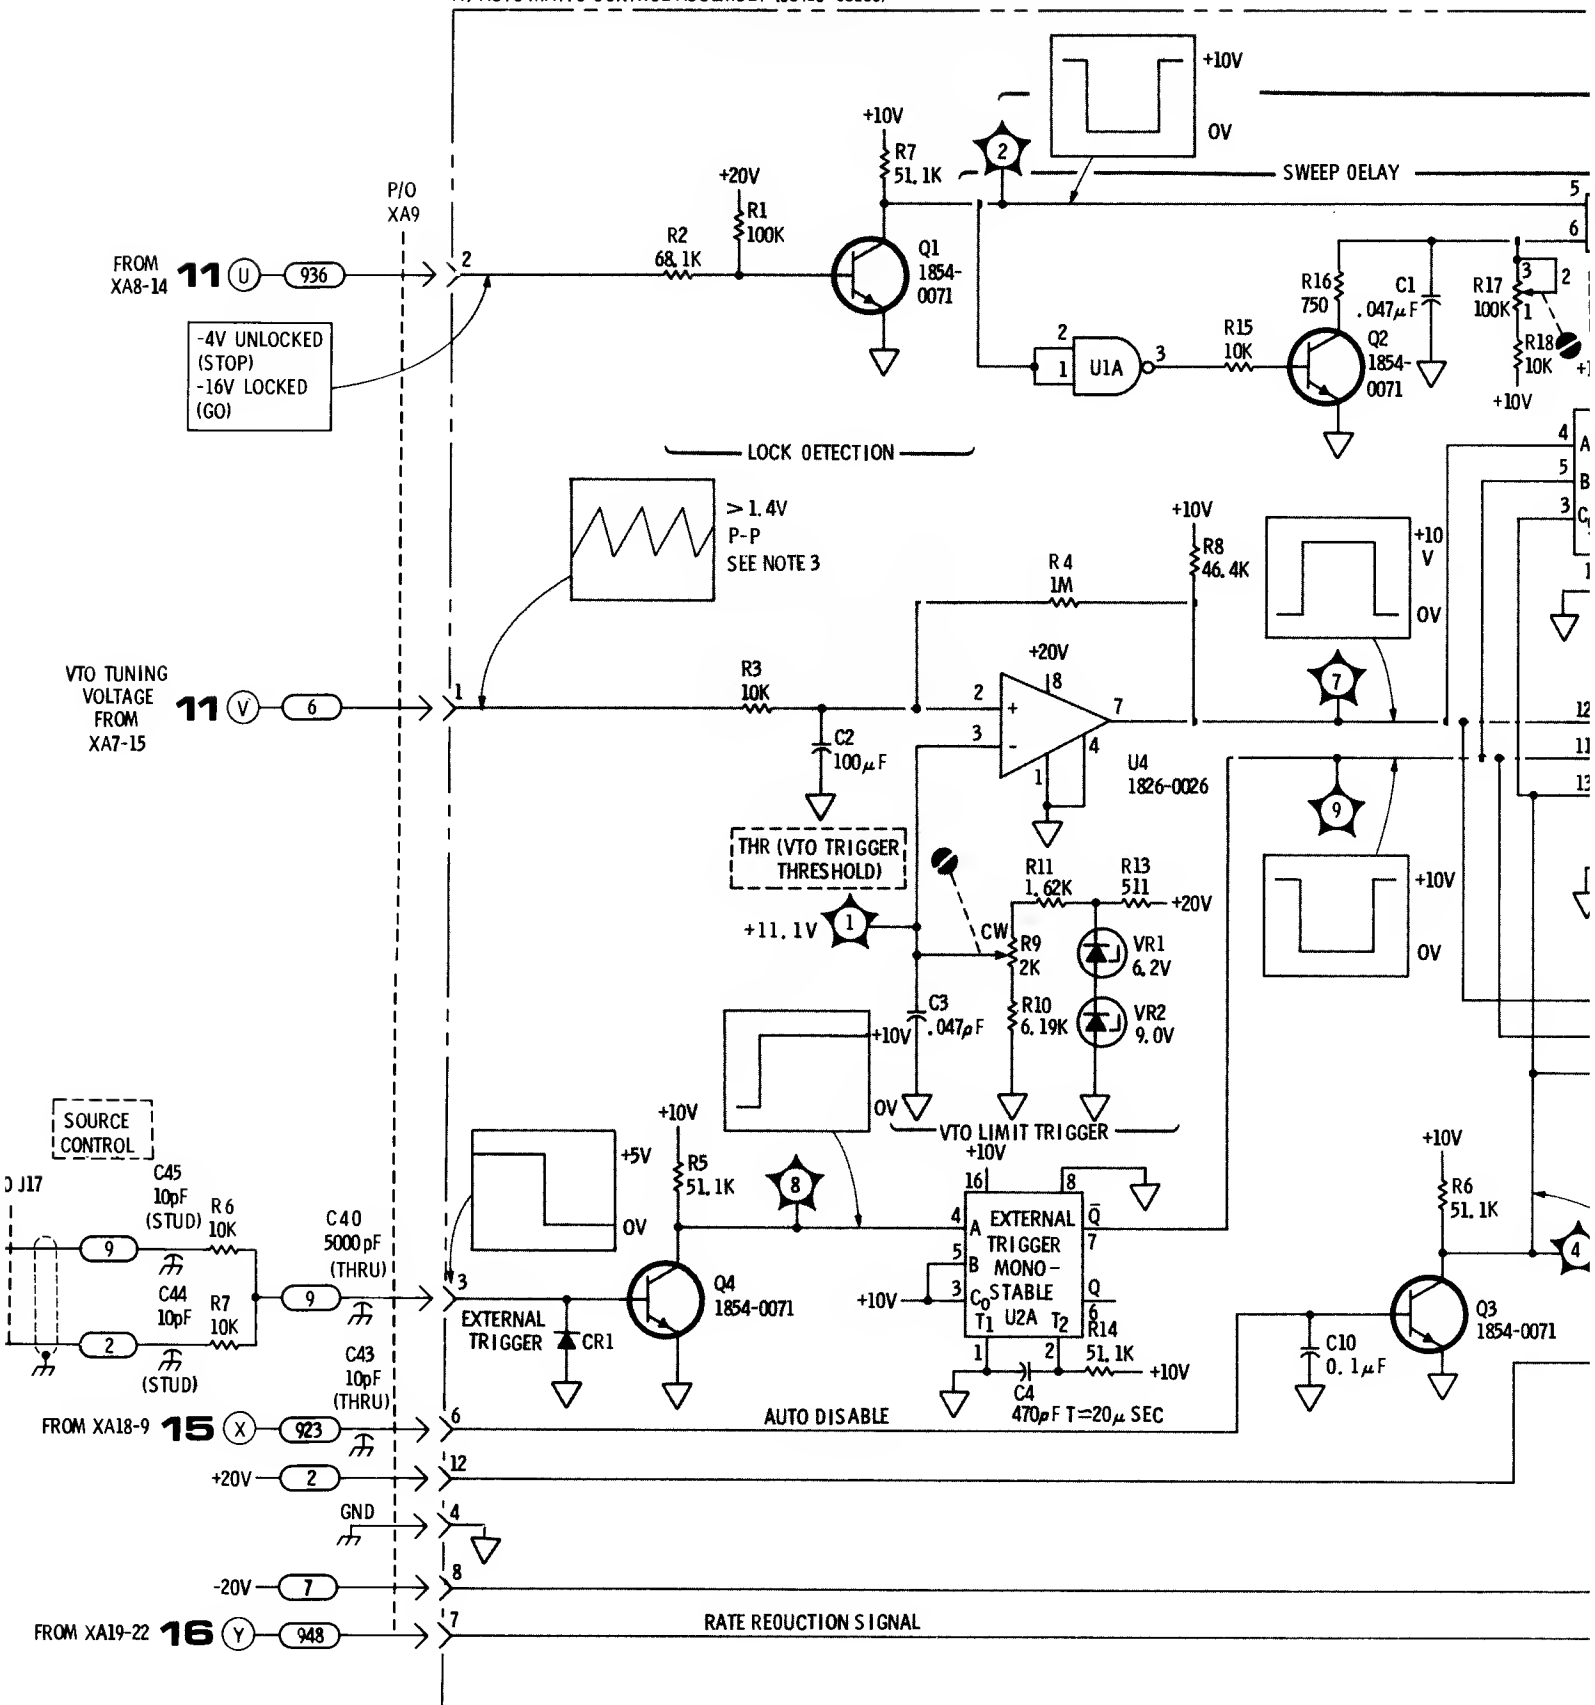 +10V
0V
+10V
R7
51.1K
2
SWEEP DELAY
5
6
P/O
XA9
+20V
R1
100K
R2
68.1K
FROM
XA8-14
11
U
936
2
Q1
1854-
0071
-4V UNLOCKED
(STOP)
-16V LOCKED
(GO)
2
1
U1A
3
R15
10K
R16
750
C1
.047µF
Q2
1854-
0071
R17
100K
3
2
1
R18
10K
+10V
LOCK DETECTION
4
A
5
B
3
> 1.4V
P-P
SEE NOTE 3
+10V
R8
46.4K
R4
1M
+10
V
0V
VTO TUNING
VOLTAGE
FROM
XA7-15
11
V
6
1
R3
10K
C2
100µF
+20V
8
2
+
3
-
7
4
1
U4
1826-0026
7
9
12
11
13
+10V
0V
THR (VTO TRIGGER
THRESHOLD)
+11.1V
1
R11
1.62K
R13
511
+20V
CW
R9
2K
VR1
6.2V
R10
6.19K
VR2
9.0V
C3
.047µF
+10V
0V
VTO LIMIT TRIGGER
SOURCE
CONTROL
J17
9
C45
10pF
(STUD)
R6
10K
C44
10pF
R7
10K
2
(STUD)
C40
5000pF
(THRU)
9
C43
10pF
(THRU)
3
EXTERNAL
TRIGGER
CR1
+5V
0V
+10V
R5
51.1K
8
Q4
1854-0071
+10V
16
8
4
A
EXTERNAL
TRIGGER
MONO-
STABLE
U2A
5
B
3
+10V
Q̅
7
Q
6
T1
T2
1
2
R14
51.1K
+10V
C4
470pF T=20µ SEC
+10V
R6
51.1K
4
Q3
1854-0071
C10
0.1µF
FROM XA18-9
15
X
923
6
AUTO DISABLE
+20V
2
12
GND
4
-20V
7
8
FROM XA19-22
16
Y
948
7
RATE REDUCTION SIGNAL